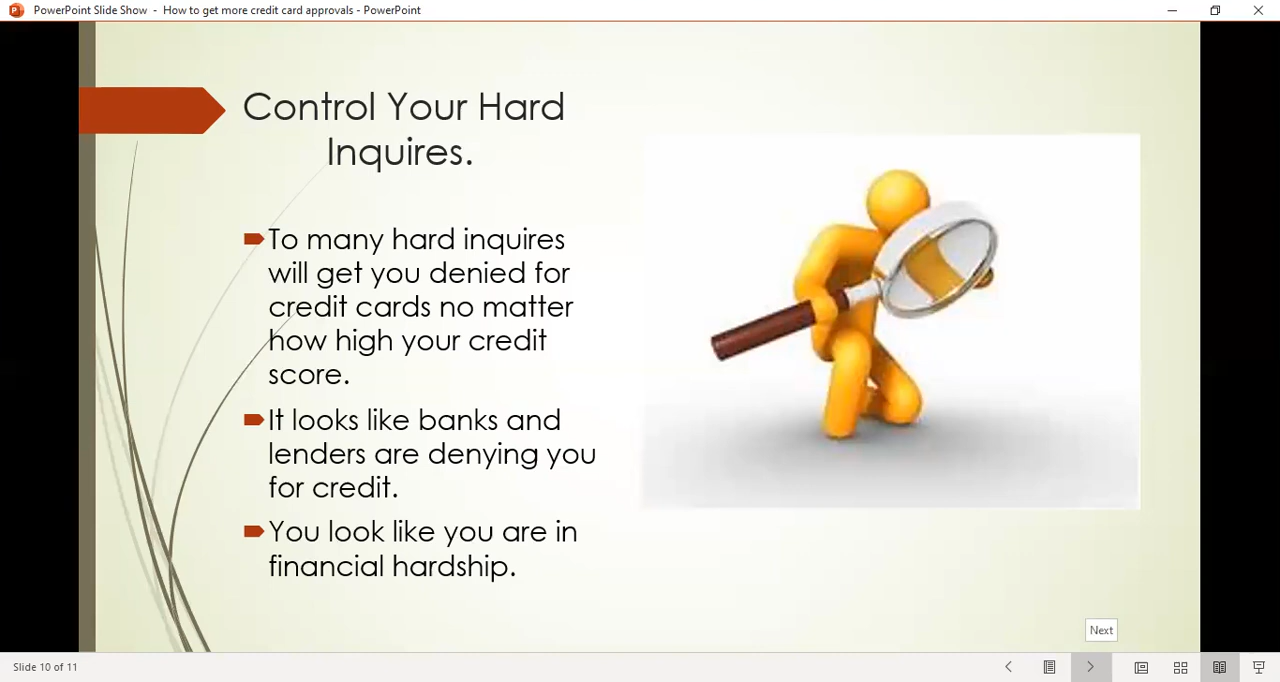 PowerPoint Slide Show - How to get more credit card approvals - PowerPoint
Control Your Hard
Inquires.
To many hard inquires
will get you denied for
credit cards no matter
how high your credit
score.
It looks like banks and
lenders are denying you
for credit.
You look like you are in
financial hardship.
Next
Slide 10 of 11